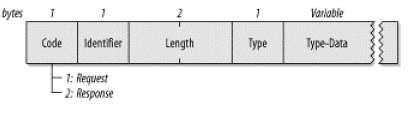 bytes 1 1 2 1 Variable
Code Identifier Length Type Type-Data
1: Request
2: Response